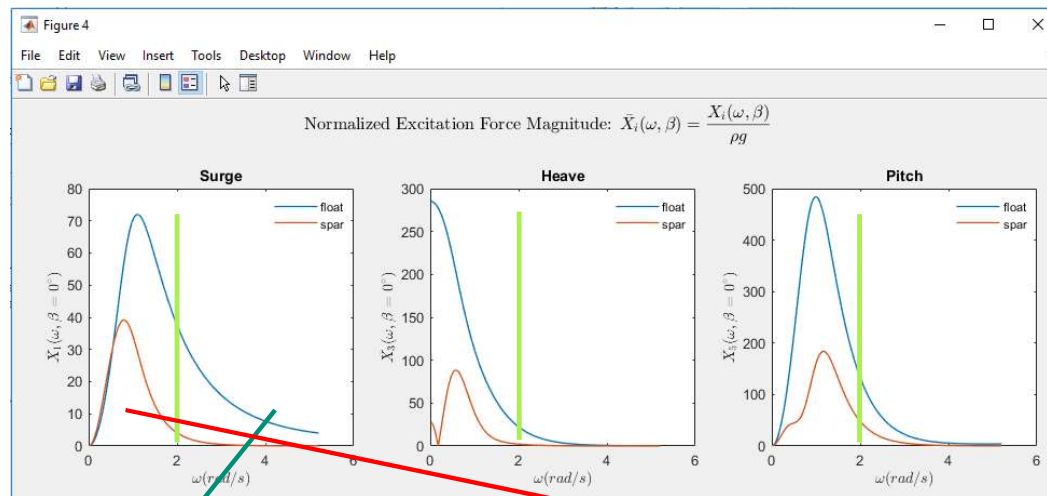 Figure 4
File Edit View Insert Tools Desktop Window Help
Normalized Excitation Force Magnitude: X̄ᵢ(ω, β) = Xᵢ(ω, β) / ρg
Surge
80
70
60
50
40
30
20
10
0
X₁(ω, β = 0°)
float
spar
0 2 4 6
ω(rad/s)
Heave
300
250
200
150
100
50
0
X₃(ω, β = 0°)
float
spar
0 2 4 6
ω(rad/s)
Pitch
500
400
300
200
100
0
X₅(ω, β = 0°)
float
spar
0 2 4 6
ω(rad/s)